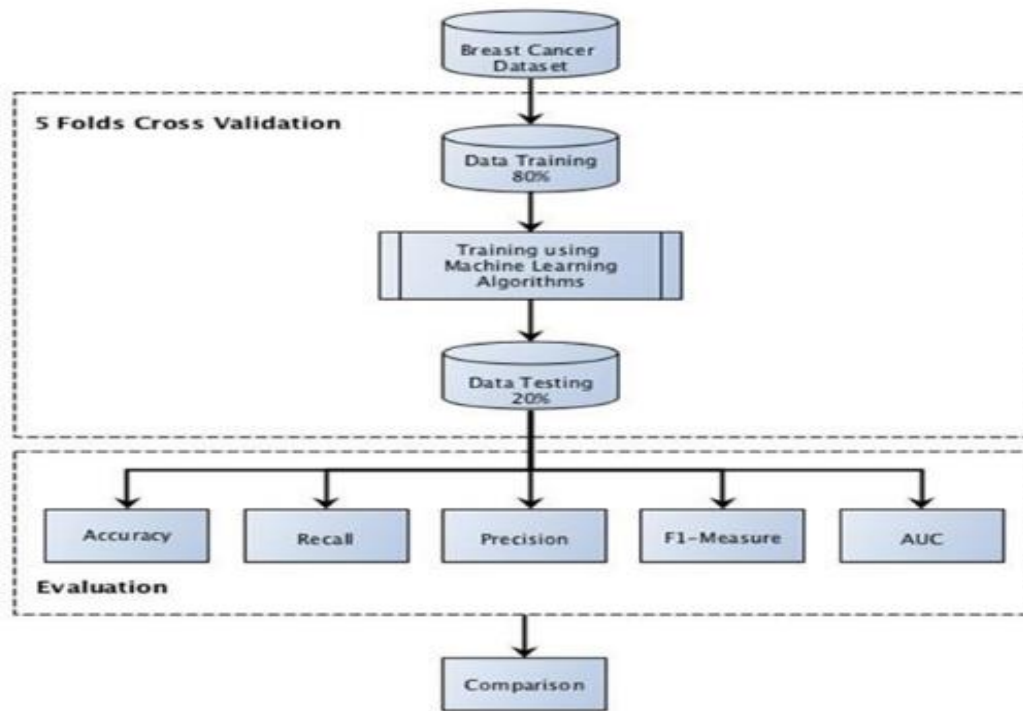 Breast Cancer
Dataset
5 Folds Cross Validation
Data Training
80%
Training using
Machine Learning
Algorithms
Data Testing
20%
Accuracy
Recall
Precision
F1-Measure
AUC
Evaluation
Comparison